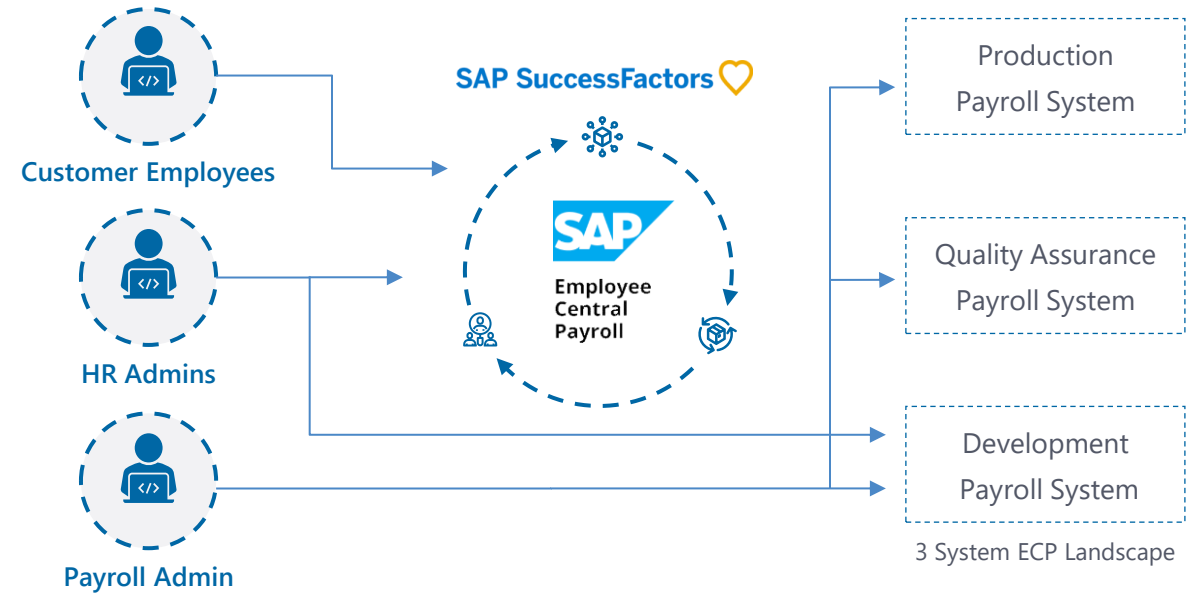 Customer Employees
HR Admins
Payroll Admin
SAP SuccessFactors
SAP
Employee
Central
Payroll
Production
Payroll System
Quality Assurance
Payroll System
Development
Payroll System
3 System ECP Landscape